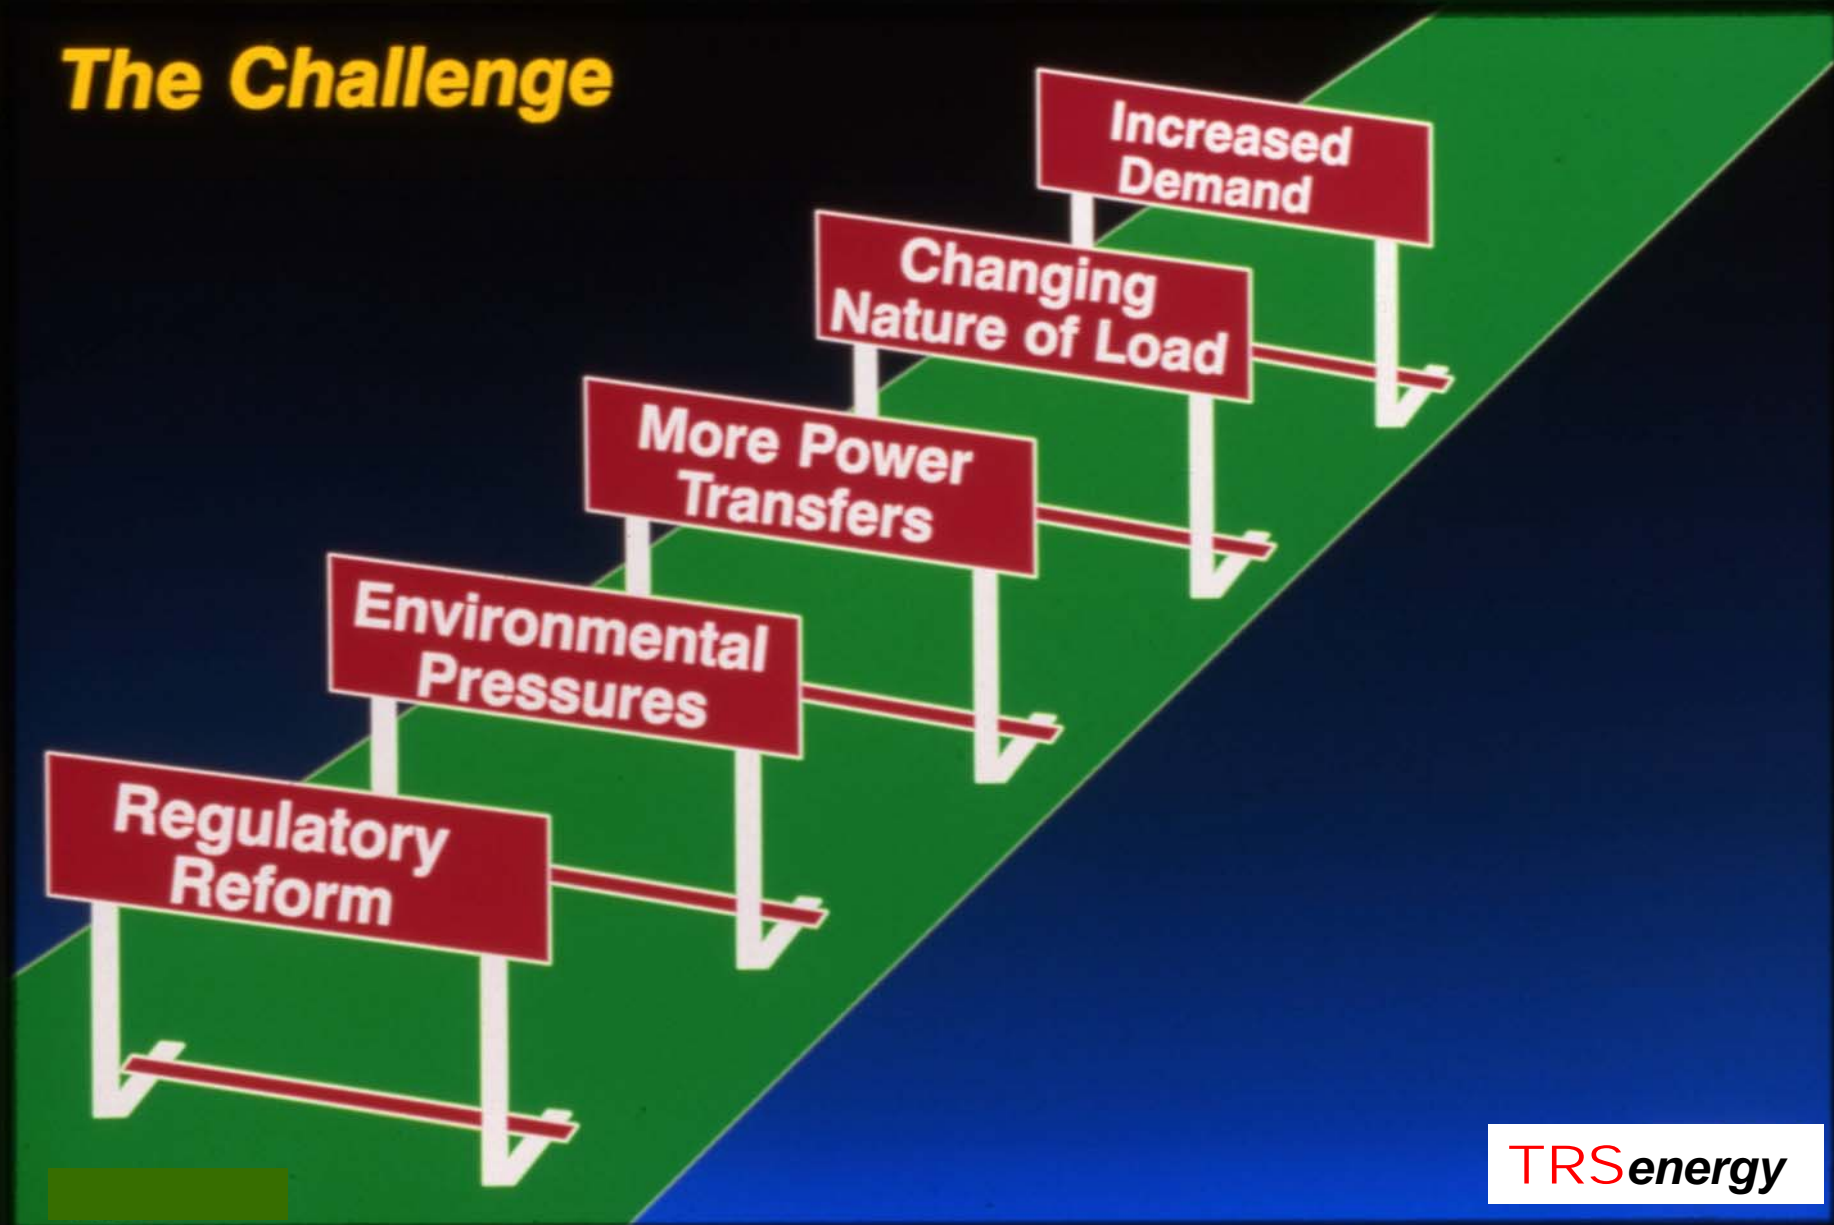 The Challenge
Increased
Demand
Changing
Nature of Load
More Power
Transfers
Environmental
Pressures
Regulatory
Reform
TRSenergy